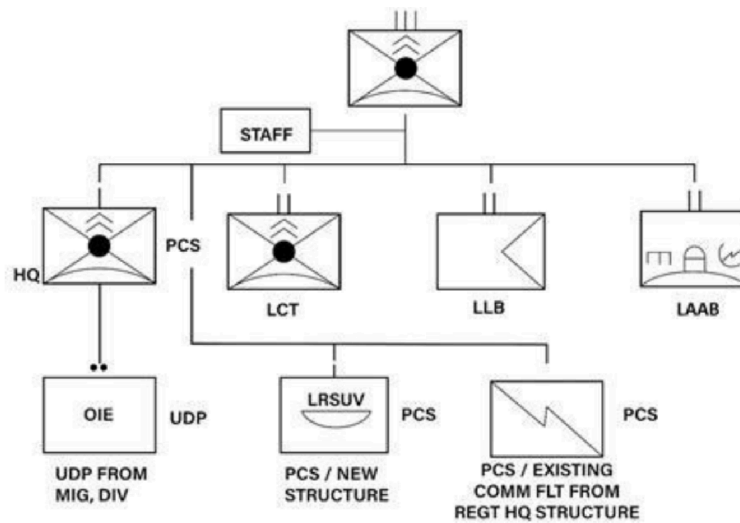 STAFF
HQ
PCS
LCT
LLB
LAAB
OIE
UDP
LRSUV
PCS
PCS
UDP FROM
MIG, DIV
PCS / NEW
STRUCTURE
PCS / EXISTING
COMM FLT FROM
REGT HQ STRUCTURE